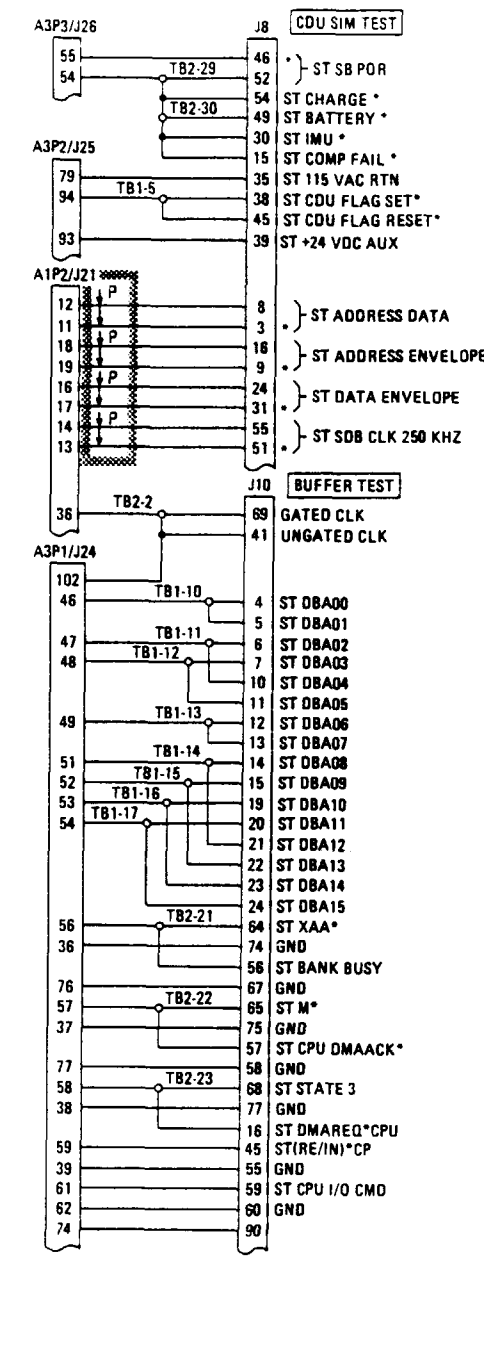 A3P3/J26 J8 CDU SIM TEST
55 46 *
54 TB2-29 52 ST SB POR
54 ST CHARGE *
TB2-30 49 ST BATTERY *
30 ST IMU *
A3P2/J25 15 ST COMP FAIL *
79 35 ST 115 VAC RTN
94 TB1-5 38 ST CDU FLAG SET*
45 ST CDU FLAG RESET*
93 39 ST +24 VDC AUX
A1P2/J21
12 P 8
11 3 * ST ADDRESS DATA
18 P 16
19 9 * ST ADDRESS ENVELOPE
16 P 24
17 31 * ST DATA ENVELOPE
14 P 55
13 51 * ST SDB CLK 250 KHZ
J10 BUFFER TEST
36 TB2-2 69 GATED CLK
41 UNGATED CLK
A3P1/J24
102
46 TB1-10 4 ST DBA00
5 ST DBA01
47 TB1-11 6 ST DBA02
48 TB1-12 7 ST DBA03
10 ST DBA04
11 ST DBA05
49 TB1-13 12 ST DBA06
13 ST DBA07
51 TB1-14 14 ST DBA08
52 TB1-15 15 ST DBA09
53 TB1-16 19 ST DBA10
54 TB1-17 20 ST DBA11
21 ST DBA12
22 ST DBA13
23 ST DBA14
24 ST DBA15
56 TB2-21 64 ST XAA*
36 74 GND
56 ST BANK BUSY
76 67 GND
57 TB2-22 65 ST M*
37 75 GND
57 ST CPU DMAACK*
77 58 GND
58 TB2-23 68 ST STATE 3
38 77 GND
16 ST DMAREQ*CPU
59 45 ST(RE/IN)*CP
39 55 GND
61 59 ST CPU I/O CMD
62 60 GND
74 90